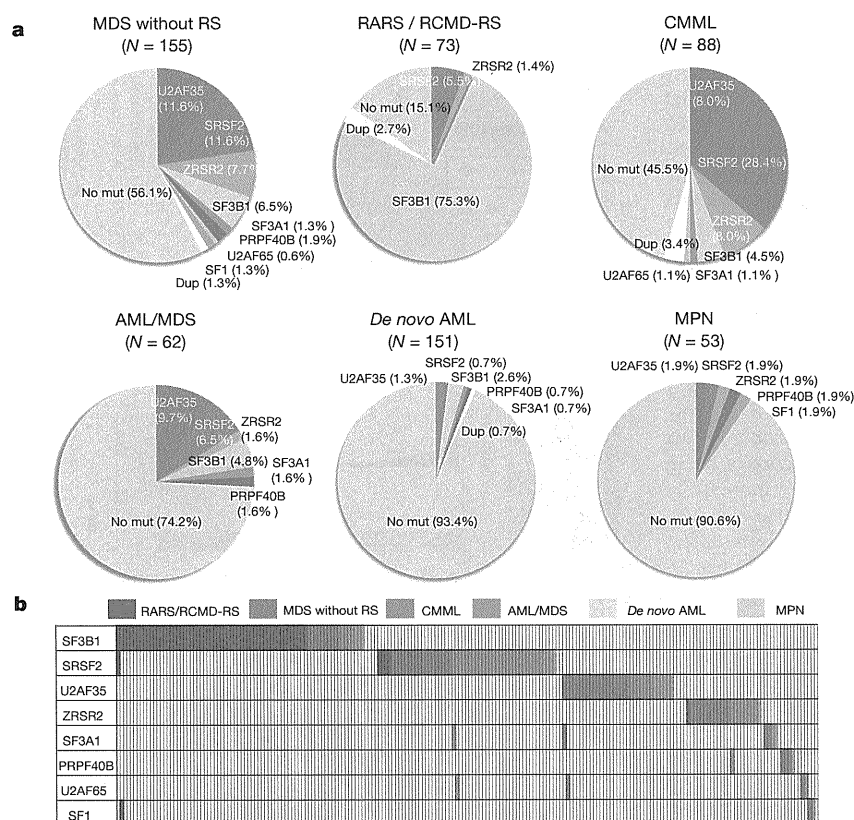 a
MDS without RS
(N = 155)
U2AF35
(11.6%)
SRSF2
(11.6%)
ZRSR2 (7.7%
SF3B1 (6.5%)
SF3A1 (1.3% )
PRPF40B (1.9%)
U2AF65 (0.6%)
SF1 (1.3%)
Dup (1.3%)
No mut (56.1%)
RARS / RCMD-RS
(N = 73)
ZRSR2 (1.4%)
SRSF2 (5.5%)
No mut (15.1%)
Dup (2.7%)
SF3B1 (75.3%)
CMML
(N = 88)
U2AF35
(8.0%)
SRSF2 (28.4%)
No mut (45.5%)
ZRSR2
(8.0%)
Dup (3.4%)
SF3B1 (4.5%)
U2AF65 (1.1%) SF3A1 (1.1% )
AML/MDS
(N = 62)
U2AF35
(9.7%)
SRSF2
(6.5%)
ZRSR2
(1.6%)
SF3B1 (4.8%)
SF3A1
(1.6% )
PRPF40B
(1.6% )
No mut (74.2%)
De novo AML
(N = 151)
SRSF2 (0.7%)
U2AF35 (1.3%)
SF3B1 (2.6%)
PRPF40B (0.7%)
SF3A1 (0.7%)
Dup (0.7%)
No mut (93.4%)
MPN
(N = 53)
U2AF35 (1.9%) SRSF2 (1.9%)
ZRSR2 (1.9%)
PRPF40B (1.9%)
SF1 (1.9%)
No mut (90.6%)
b
RARS/RCMD-RS MDS without RS CMML AML/MDS De novo AML MPN
SF3B1
SRSF2
U2AF35
ZRSR2
SF3A1
PRPF40B
U2AF65
SF1